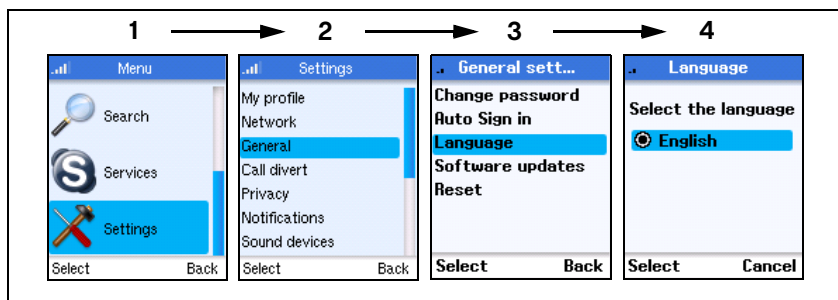 1
2
3
4
Menu
Search
Services
Settings
Select Back
Settings
My profile
Network
General
Call divert
Privacy
Notifications
Sound devices
Select Back
General sett...
Change password
Auto Sign in
Language
Software updates
Reset
Select Back
Language
Select the language
English
Select Cancel